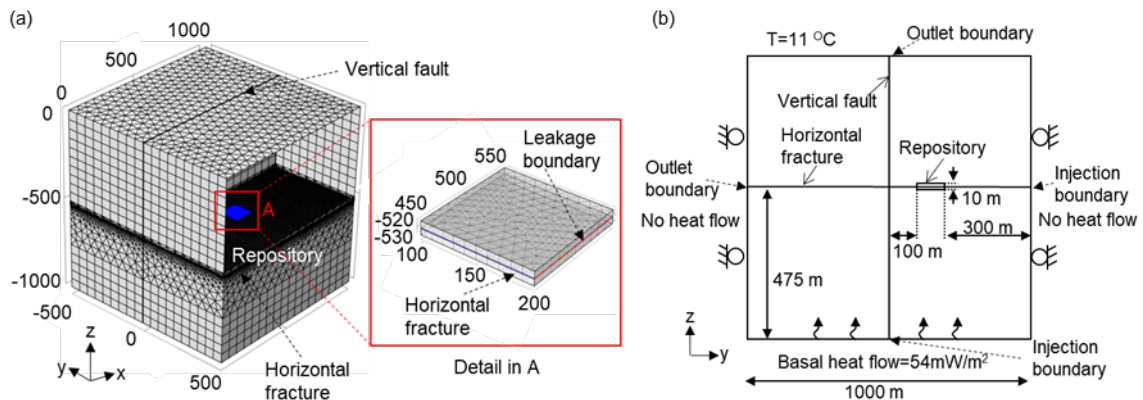 (a)
1000
500
0
0
Vertical fault
-500
-1000
-500
0
500
A
Repository
z
y
x
Horizontal
fracture
Leakage
boundary
550
500
450
-520
-530
100
150
200
Horizontal
fracture
Detail in A
(b)
T=11 °C
Outlet boundary
Vertical fault
Horizontal
fracture
Repository
Outlet
boundary
Injection
boundary
10 m
No heat flow
No heat flow
300 m
100 m
475 m
z
y
Basal heat flow=54mW/m²
Injection
boundary
1000 m